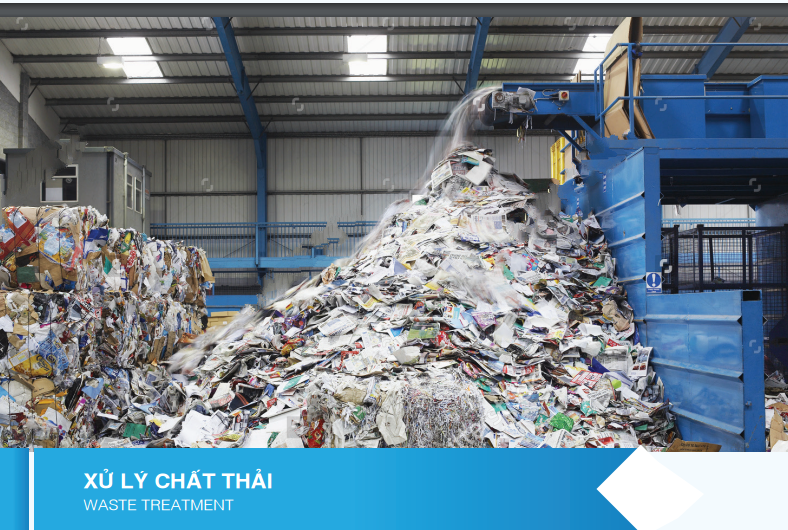 XỬ LÝ CHẤT THẢI
WASTE TREATMENT